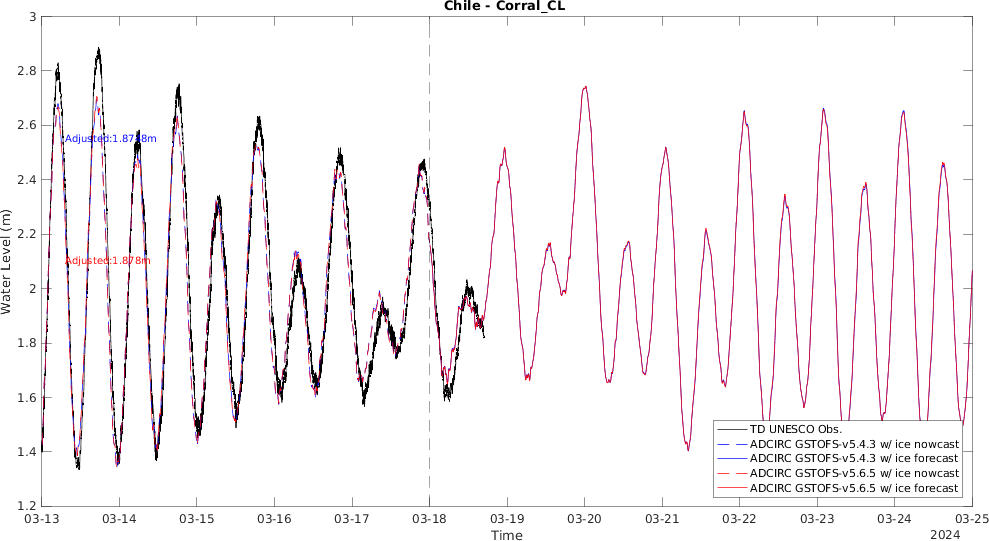 Chile - Corral_CL
3
2.8
2.6
2.4
2.2
2
1.8
1.6
1.4
1.2
Water Level (m)
Adjusted:1.8788m
Adjusted:1.878m
TD UNESCO Obs.
ADCIRC GSTOFS-v5.4.3 w/ ice nowcast
ADCIRC GSTOFS-v5.4.3 w/ ice forecast
ADCIRC GSTOFS-v5.6.5 w/ ice nowcast
ADCIRC GSTOFS-v5.6.5 w/ ice forecast
03-13 03-14 03-15 03-16 03-17 03-18 03-19 03-20 03-21 03-22 03-23 03-24 03-25
Time
2024